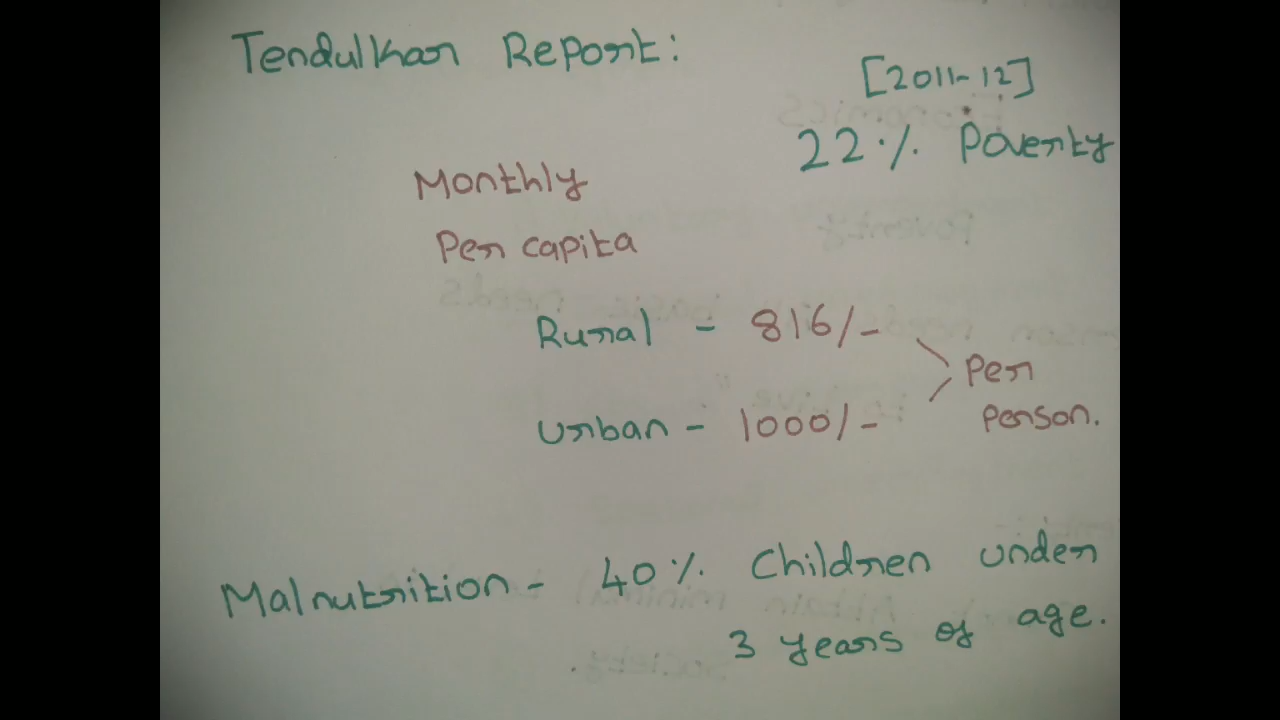 Tendulkar Report:
[2011-12]
22% Poverty
Monthly
Per capita
Rural - 816/-
Urban - 1000/-
Per
person.
Malnutrition - 40% Children under
3 years of age.